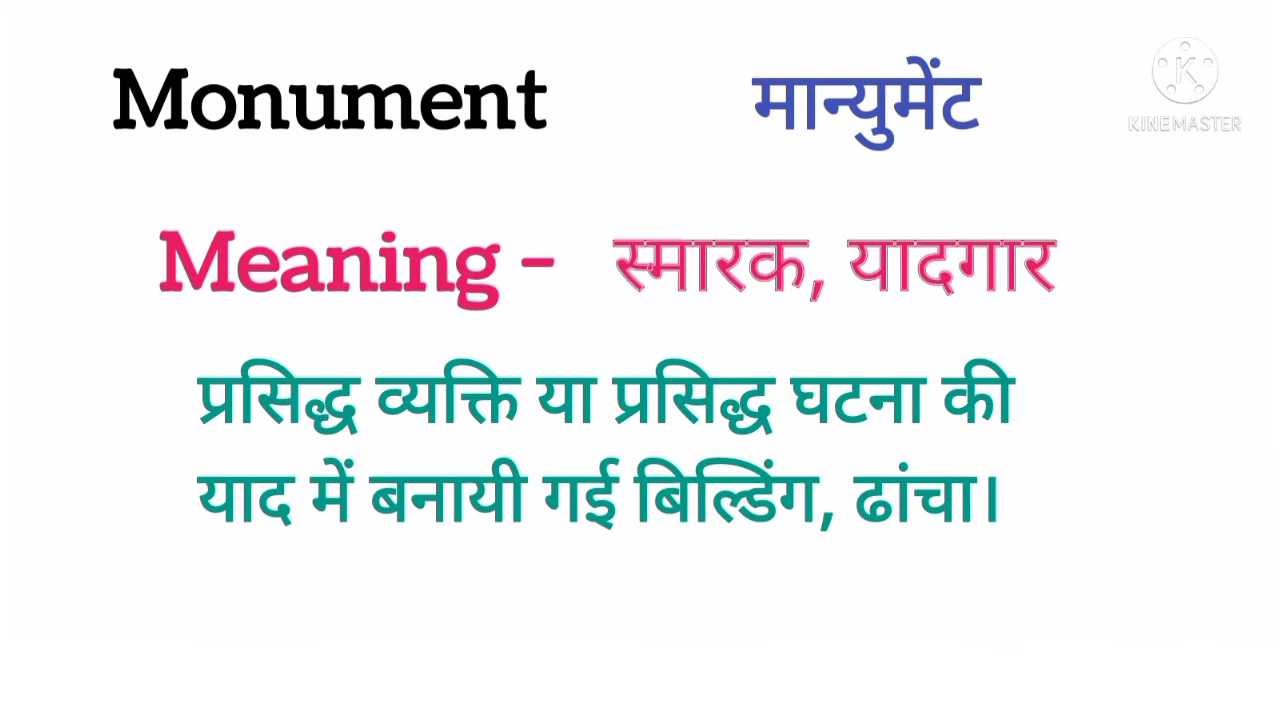 Monument मान्युमेंट
KINEMASTER
Meaning - स्मारक, यादगार
प्रसिद्ध व्यक्ति या प्रसिद्ध घटना की
याद में बनायी गई बिल्डिंग, ढांचा।